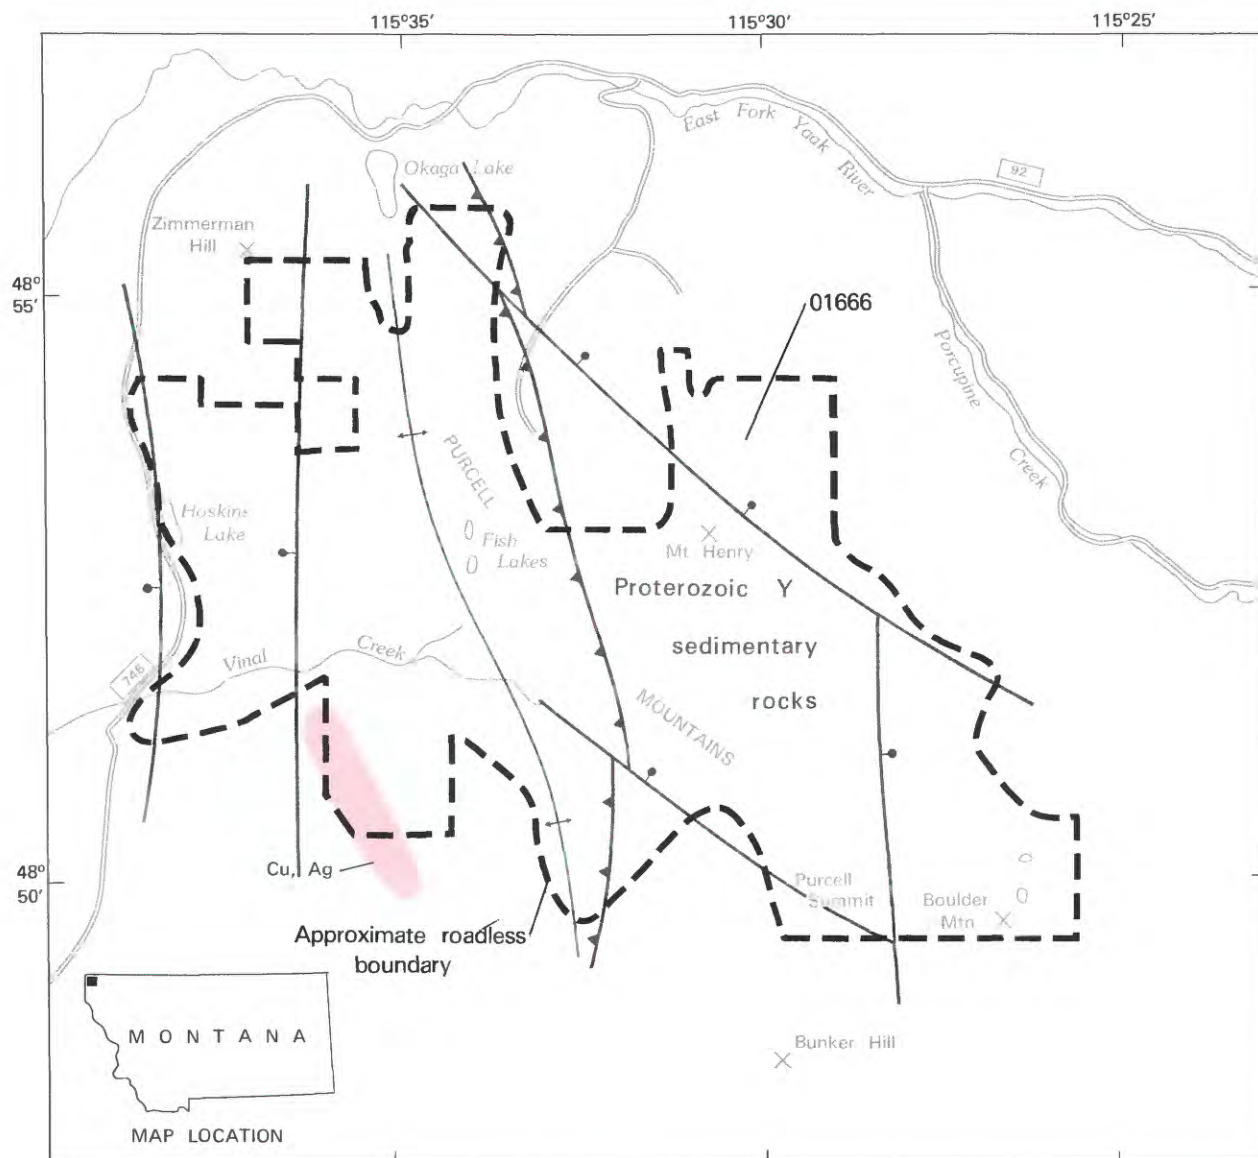 115°35′
115°30′
115°25′
East Fork Yaak River
92
Okaga Lake
Zimmerman
Hill
48°
55′
01666
Porcupine
Creek
PURCELL
Hoskins
Lake
Fish
Lakes
Mt Henry
Proterozoic Y
sedimentary
rocks
746
Vinal Creek
MOUNTAINS
Cu, Ag
48°
50′
Purcell
Summit
Boulder
Mtn
Approximate roadless
boundary
MONTANA
Bunker Hill
MAP LOCATION